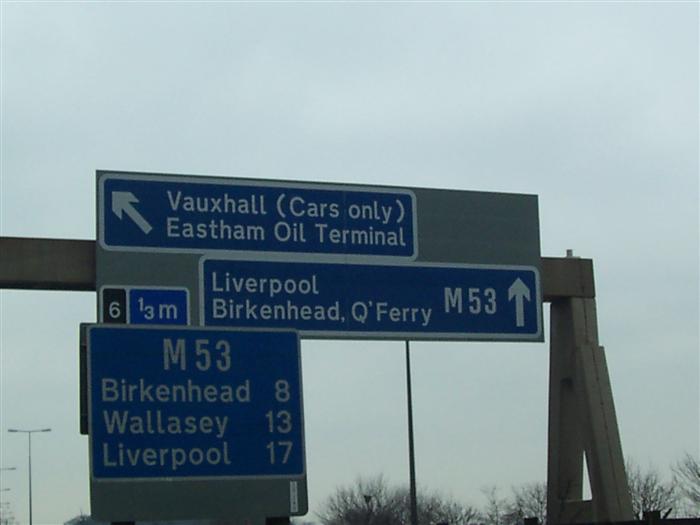 Vauxhall (Cars only)
Eastham Oil Terminal
Liverpool
Birkenhead, Q'Ferry M53
6 1/3 m
M53
Birkenhead 8
Wallasey 13
Liverpool 17